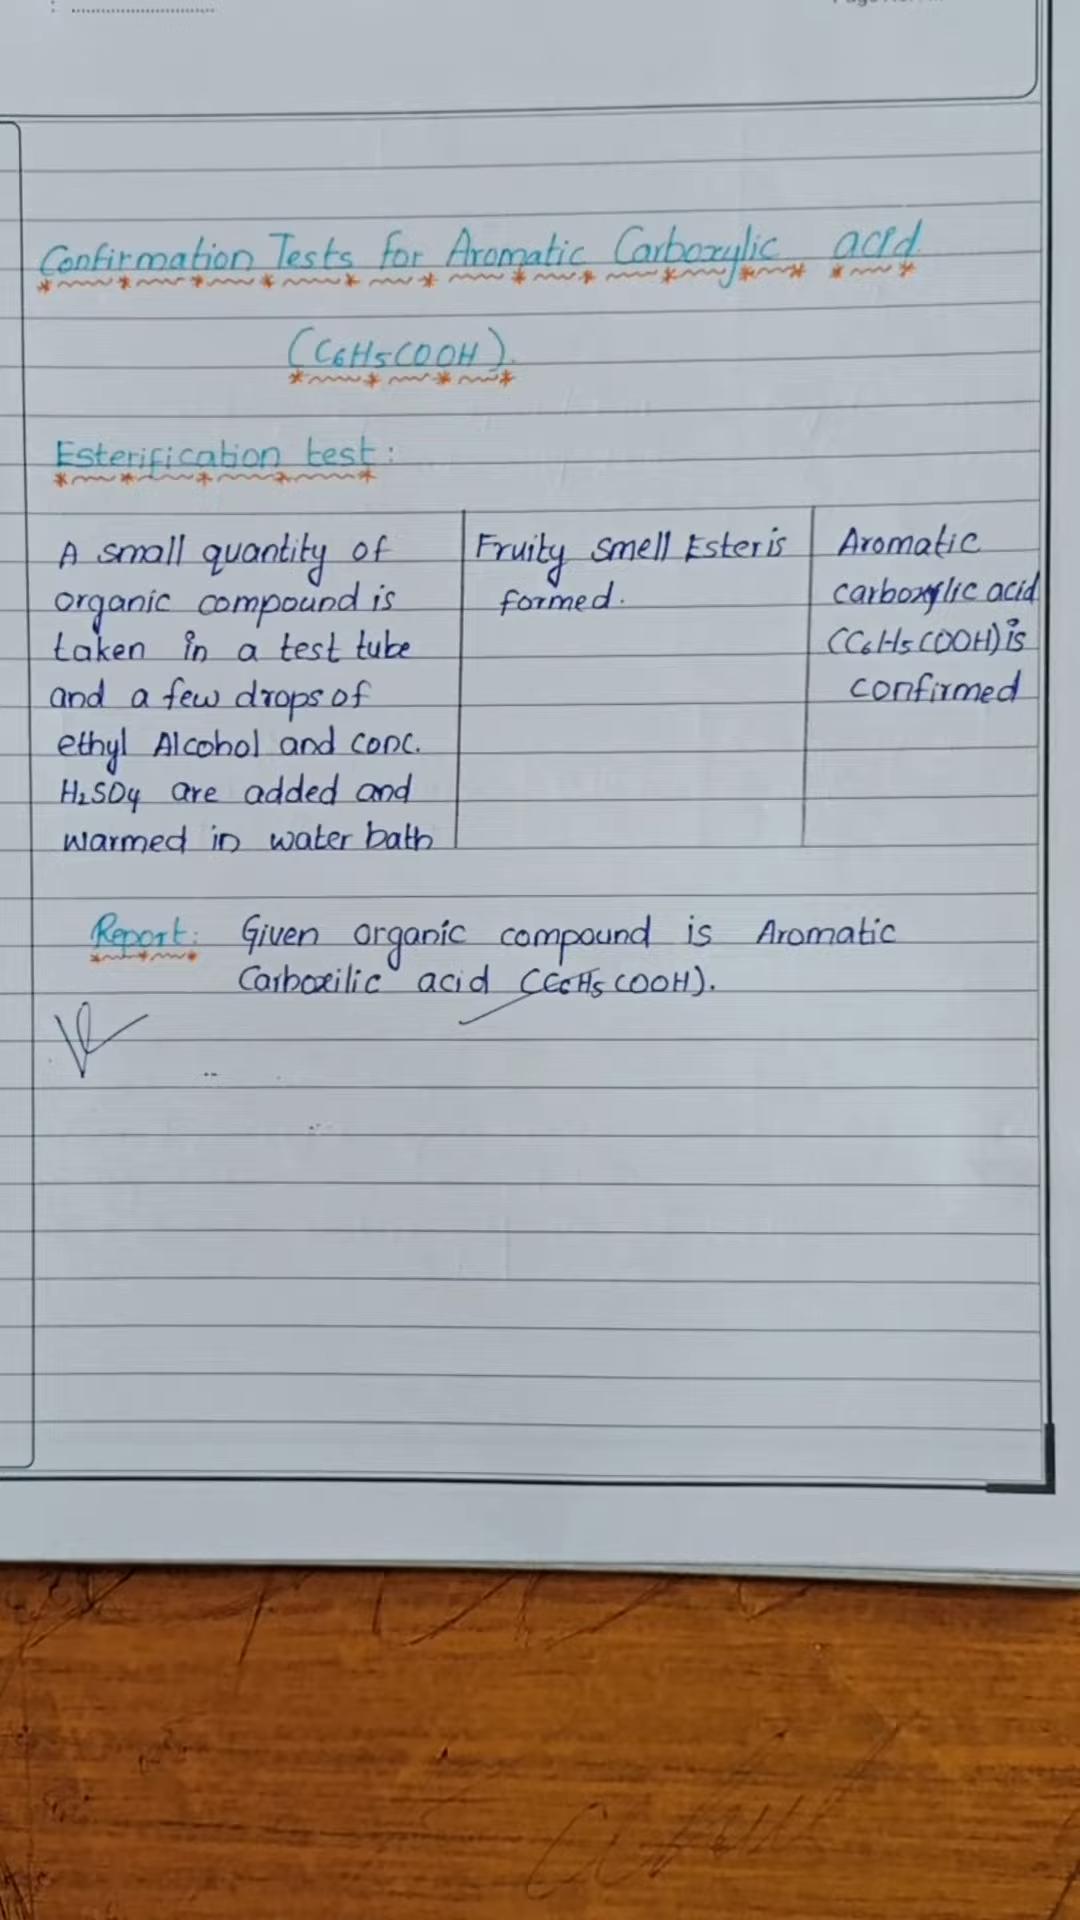 Confirmation Tests for Aromatic Carboxylic acid.
(C6H5COOH).
Esterification test:
A small quantity of
organic compound is
taken in a test tube
and a few drops of
ethyl Alcohol and conc.
H2SO4 are added and
warmed in water bath
Fruity smell Ester is
formed.
Aromatic
carboxylic acid
(C6H5COOH) is
confirmed
Report: Given organic compound is Aromatic
Carboxilic acid (C6H5COOH).